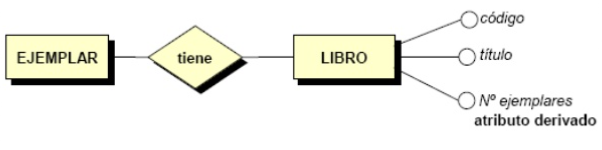 EJEMPLAR
tiene
LIBRO
código
título
Nº ejemplares
atributo derivado